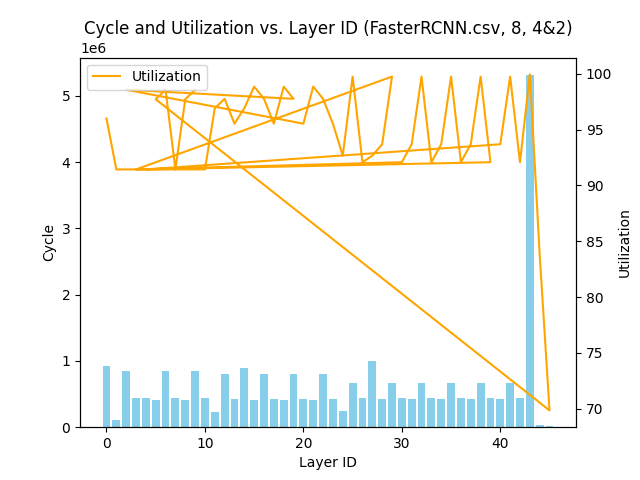 Cycle and Utilization vs. Layer ID (FasterRCNN.csv, 8, 4&2)
1e6
Utilization
5
4
3
2
1
0
Cycle
100
95
90
85
80
75
70
Utilization
0 10 20 30 40
Layer ID